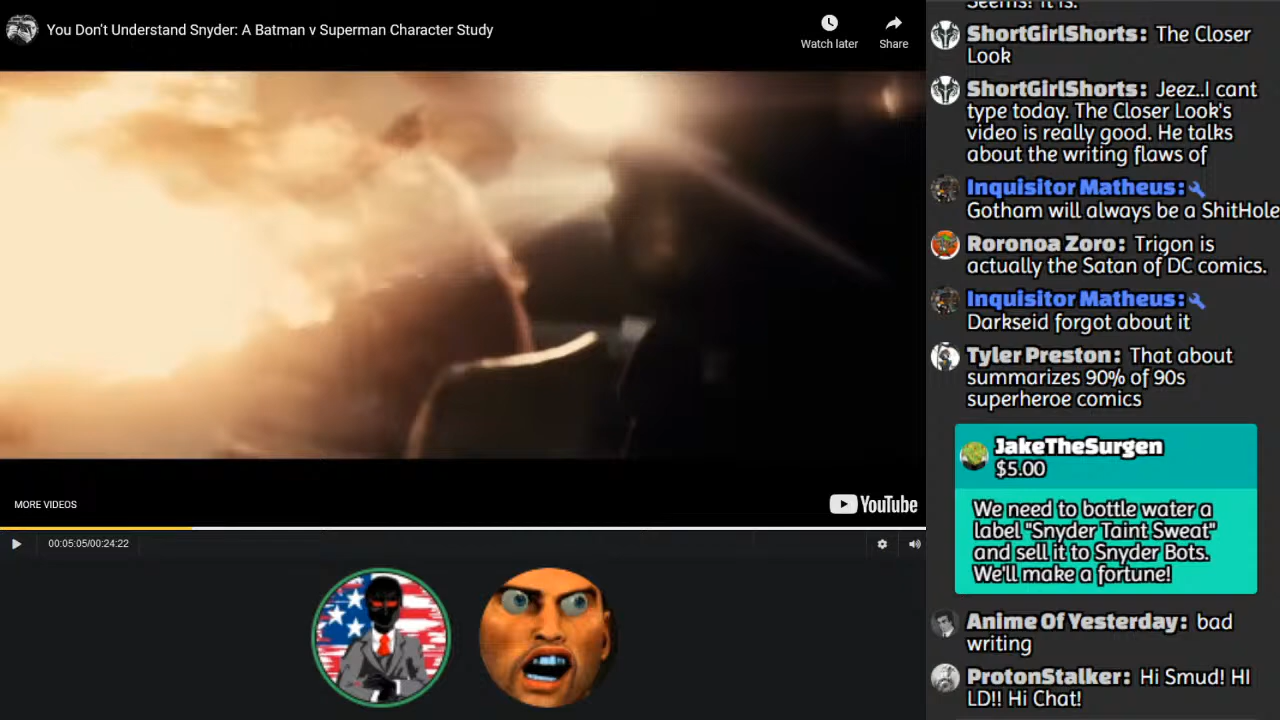 You Don't Understand Snyder: A Batman v Superman Character Study
Watch later
Share
MORE VIDEOS
YouTube
00:05:05/00:24:22
Seems! It is.
ShortGirlShorts: The Closer
Look
ShortGirlShorts: Jeez..I cant
type today. The Closer Look's
video is really good. He talks
about the writing flaws of
Inquisitor Matheus:
Gotham will always be a ShitHole
Roronoa Zoro: Trigon is
actually the Satan of DC comics.
Inquisitor Matheus:
Darkseid forgot about it
Tyler Preston: That about
summarizes 90% of 90s
superheroe comics
JakeTheSurgen
$5.00
We need to bottle water a
label "Snyder Taint Sweat"
and sell it to Snyder Bots.
We'll make a fortune!
Anime Of Yesterday: bad
writing
ProtonStalker: Hi Smud! HI
LD!! Hi Chat!